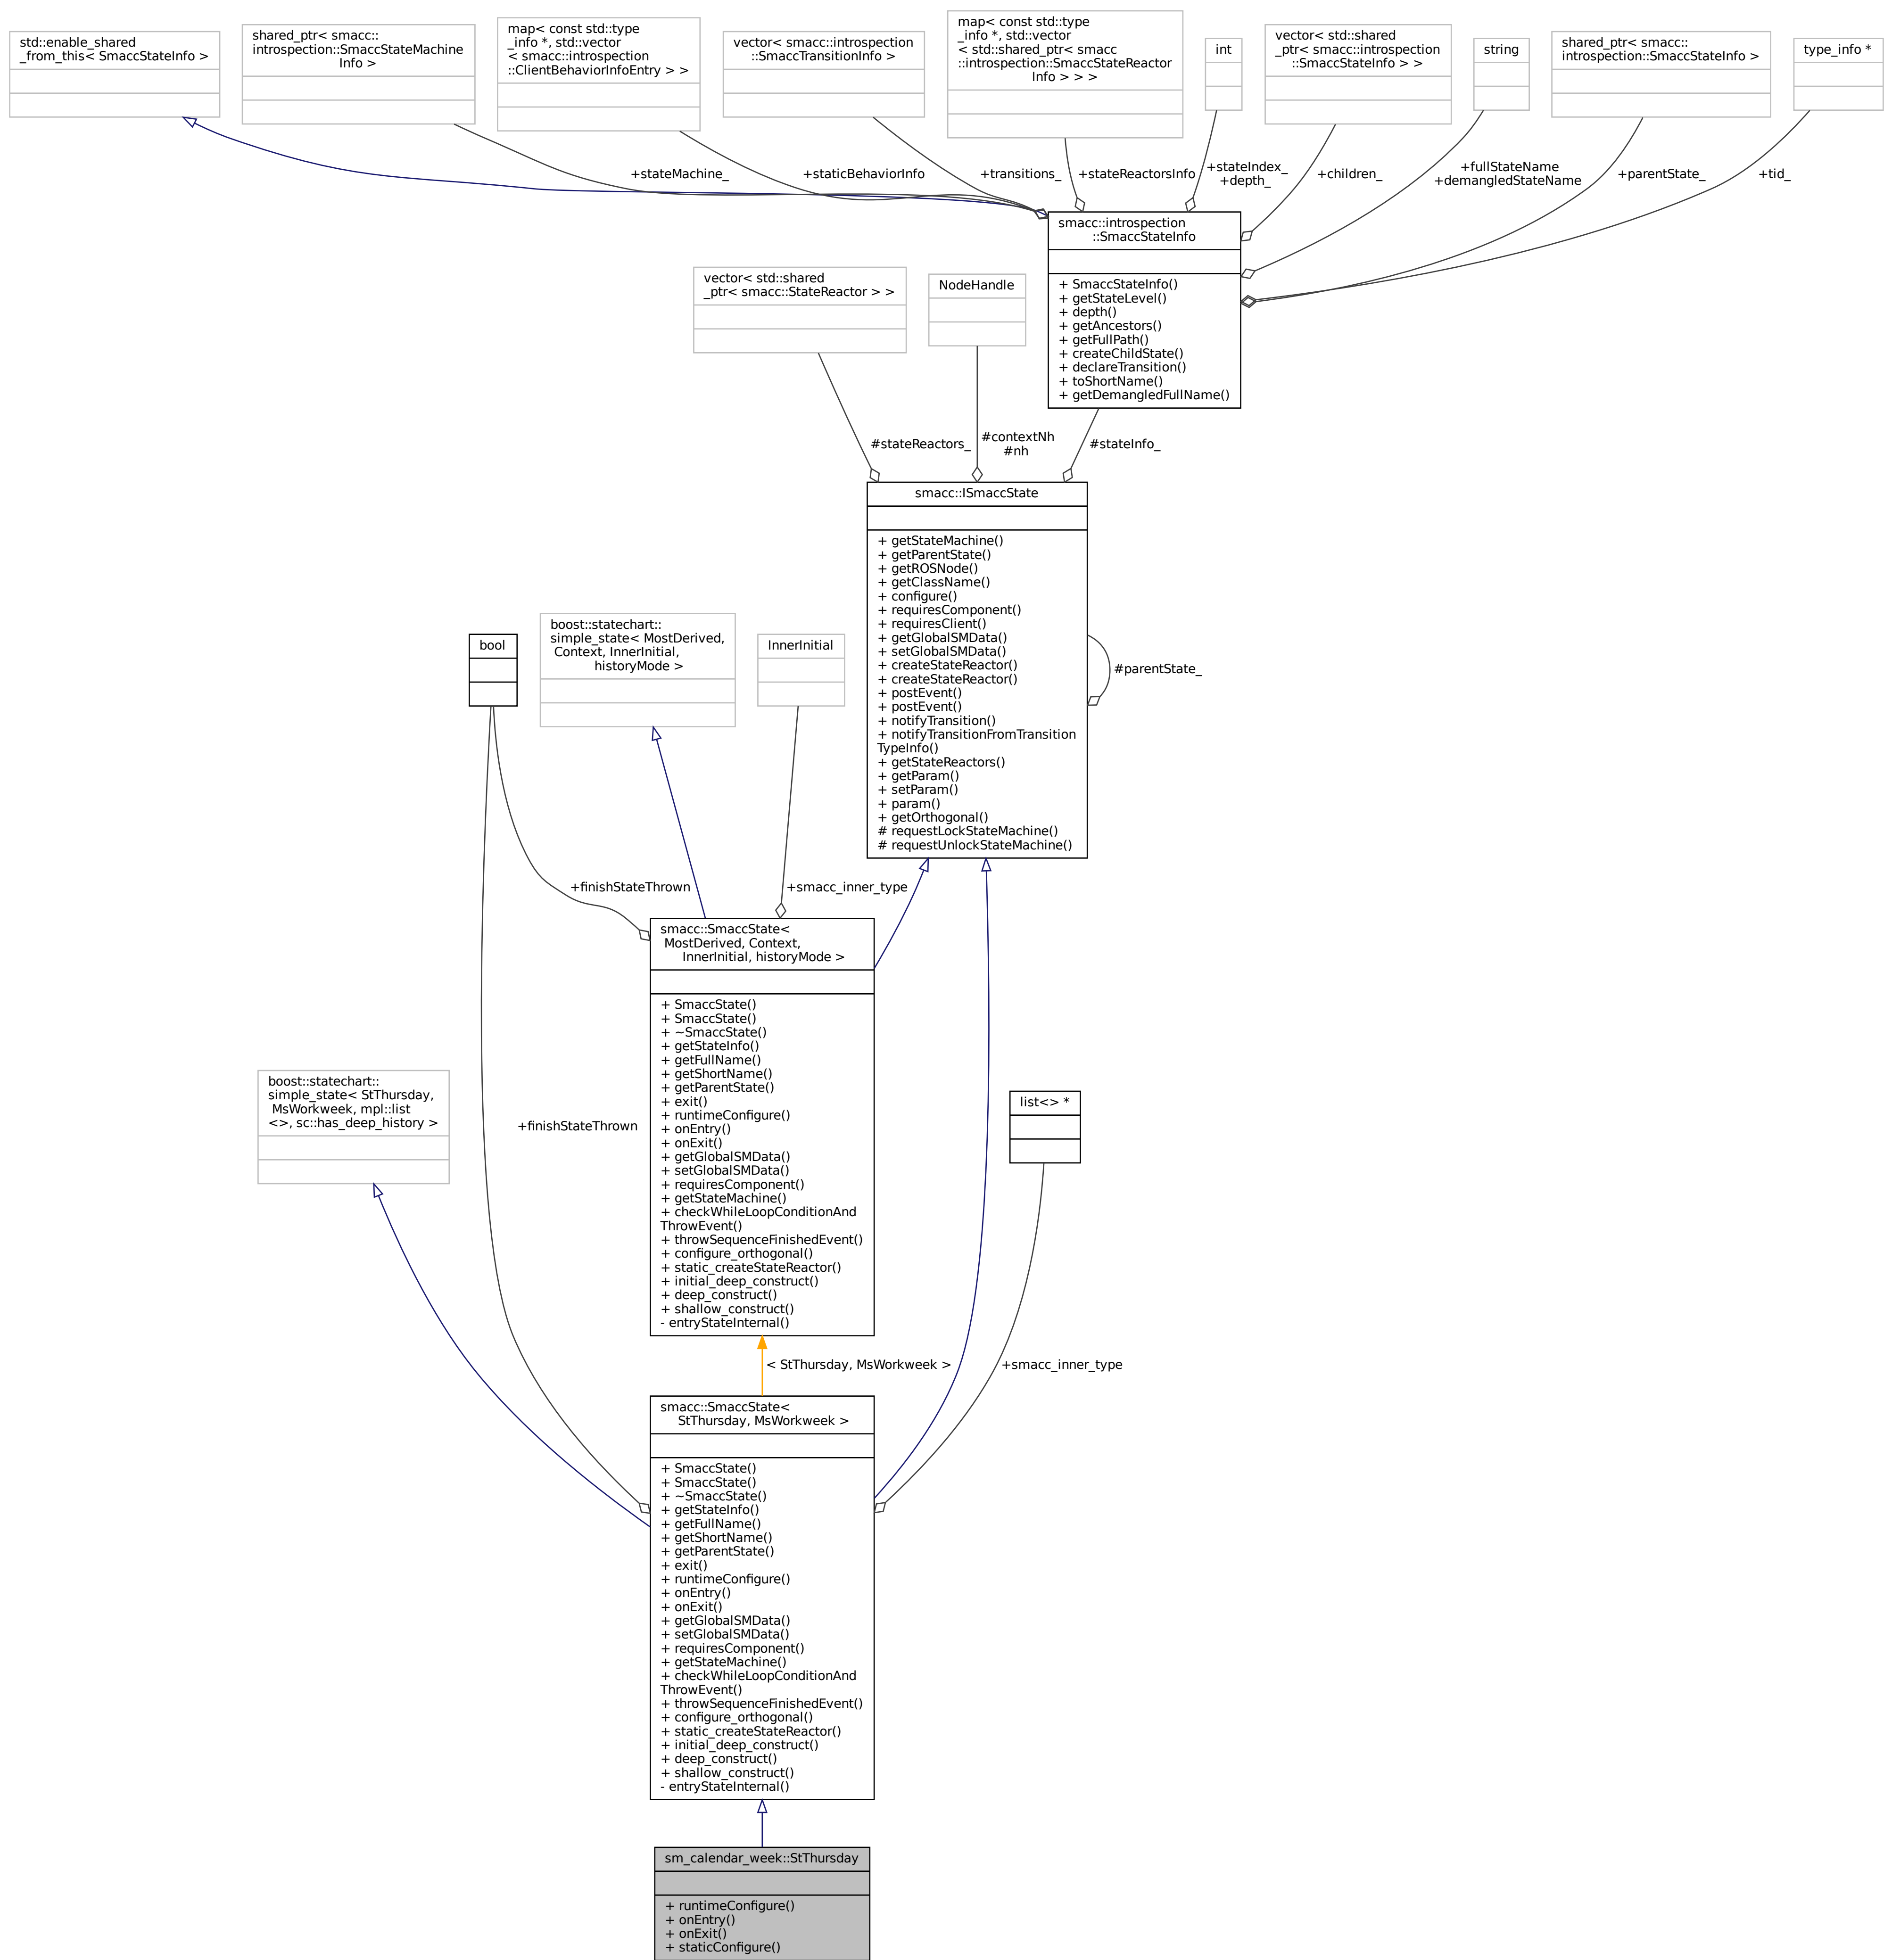 std::enable_shared
_from_this< SmaccStateInfo >
shared_ptr< smacc::
introspection::SmaccStateMachine
Info >
map< const std::type
_info *, std::vector
< smacc::introspection
::ClientBehaviorInfoEntry > >
vector< smacc::introspection
::SmaccTransitionInfo >
map< const std::type
_info *, std::vector
< std::shared_ptr< smacc
::introspection::SmaccStateReactor
Info > > >
int
vector< std::shared
_ptr< smacc::introspection
::SmaccStateInfo > >
string
shared_ptr< smacc::
introspection::SmaccStateInfo >
type_info *
+stateMachine_
+staticBehaviorInfo
+transitions_
+stateReactorsInfo
+stateIndex_
+depth_
+children_
+fullStateName
+demangledStateName
+parentState_
+tid_
smacc::introspection
::SmaccStateInfo
+ SmaccStateInfo()
+ getStateLevel()
+ depth()
+ getAncestors()
+ getFullPath()
+ createChildState()
+ declareTransition()
+ toShortName()
+ getDemangledFullName()
vector< std::shared
_ptr< smacc::StateReactor > >
NodeHandle
#stateReactors_
#contextNh
#nh
#stateInfo_
smacc::ISmaccState
+ getStateMachine()
+ getParentState()
+ getROSNode()
+ getClassName()
+ configure()
+ requiresComponent()
+ requiresClient()
+ getGlobalSMData()
+ setGlobalSMData()
+ createStateReactor()
+ createStateReactor()
+ postEvent()
+ postEvent()
+ notifyTransition()
+ notifyTransitionFromTransition
TypeInfo()
+ getStateReactors()
+ getParam()
+ setParam()
+ param()
+ getOrthogonal()
# requestLockStateMachine()
# requestUnlockStateMachine()
#parentState_
bool
boost::statechart::
simple_state< MostDerived,
Context, InnerInitial,
historyMode >
InnerInitial
+finishStateThrown
+smacc_inner_type
smacc::SmaccState<
MostDerived, Context,
InnerInitial, historyMode >
+ SmaccState()
+ SmaccState()
+ ~SmaccState()
+ getStateInfo()
+ getFullName()
+ getShortName()
+ getParentState()
+ exit()
+ runtimeConfigure()
+ onEntry()
+ onExit()
+ getGlobalSMData()
+ setGlobalSMData()
+ requiresComponent()
+ getStateMachine()
+ checkWhileLoopConditionAnd
ThrowEvent()
+ throwSequenceFinishedEvent()
+ configure_orthogonal()
+ static_createStateReactor()
+ initial_deep_construct()
+ deep_construct()
+ shallow_construct()
- entryStateInternal()
boost::statechart::
simple_state< StThursday,
MsWorkweek, mpl::list
<>, sc::has_deep_history >
+finishStateThrown
list<> *
< StThursday, MsWorkweek >
+smacc_inner_type
smacc::SmaccState<
StThursday, MsWorkweek >
+ SmaccState()
+ SmaccState()
+ ~SmaccState()
+ getStateInfo()
+ getFullName()
+ getShortName()
+ getParentState()
+ exit()
+ runtimeConfigure()
+ onEntry()
+ onExit()
+ getGlobalSMData()
+ setGlobalSMData()
+ requiresComponent()
+ getStateMachine()
+ checkWhileLoopConditionAnd
ThrowEvent()
+ throwSequenceFinishedEvent()
+ configure_orthogonal()
+ static_createStateReactor()
+ initial_deep_construct()
+ deep_construct()
+ shallow_construct()
- entryStateInternal()
sm_calendar_week::StThursday
+ runtimeConfigure()
+ onEntry()
+ onExit()
+ staticConfigure()